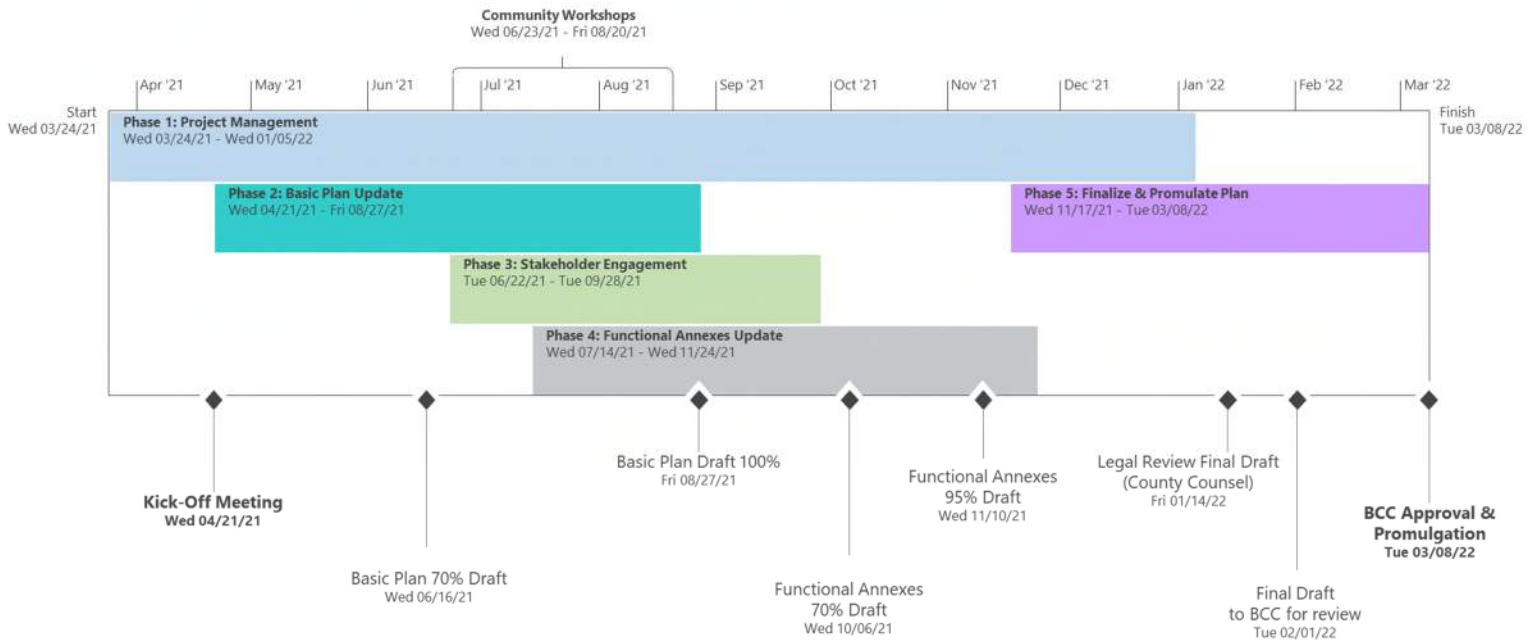 Community Workshops
Wed 06/23/21 - Fri 08/20/21
Apr '21
May '21
Jun '21
Jul '21
Aug '21
Sep '21
Oct '21
Nov '21
Dec '21
Jan '22
Feb '22
Mar '22
Start
Wed 03/24/21
Finish
Tue 03/08/22
Phase 1: Project Management
Wed 03/24/21 - Wed 01/05/22
Phase 2: Basic Plan Update
Wed 04/21/21 - Fri 08/27/21
Phase 5: Finalize & Promulate Plan
Wed 11/17/21 - Tue 03/08/22
Phase 3: Stakeholder Engagement
Tue 06/22/21 - Tue 09/28/21
Phase 4: Functional Annexes Update
Wed 07/14/21 - Wed 11/24/21
Kick-Off Meeting
Wed 04/21/21
Basic Plan 70% Draft
Wed 06/16/21
Basic Plan Draft 100%
Fri 08/27/21
Functional Annexes
70% Draft
Wed 10/06/21
Functional Annexes
95% Draft
Wed 11/10/21
Legal Review Final Draft
(County Counsel)
Fri 01/14/22
Final Draft
to BCC for review
Tue 02/01/22
BCC Approval &
Promulgation
Tue 03/08/22